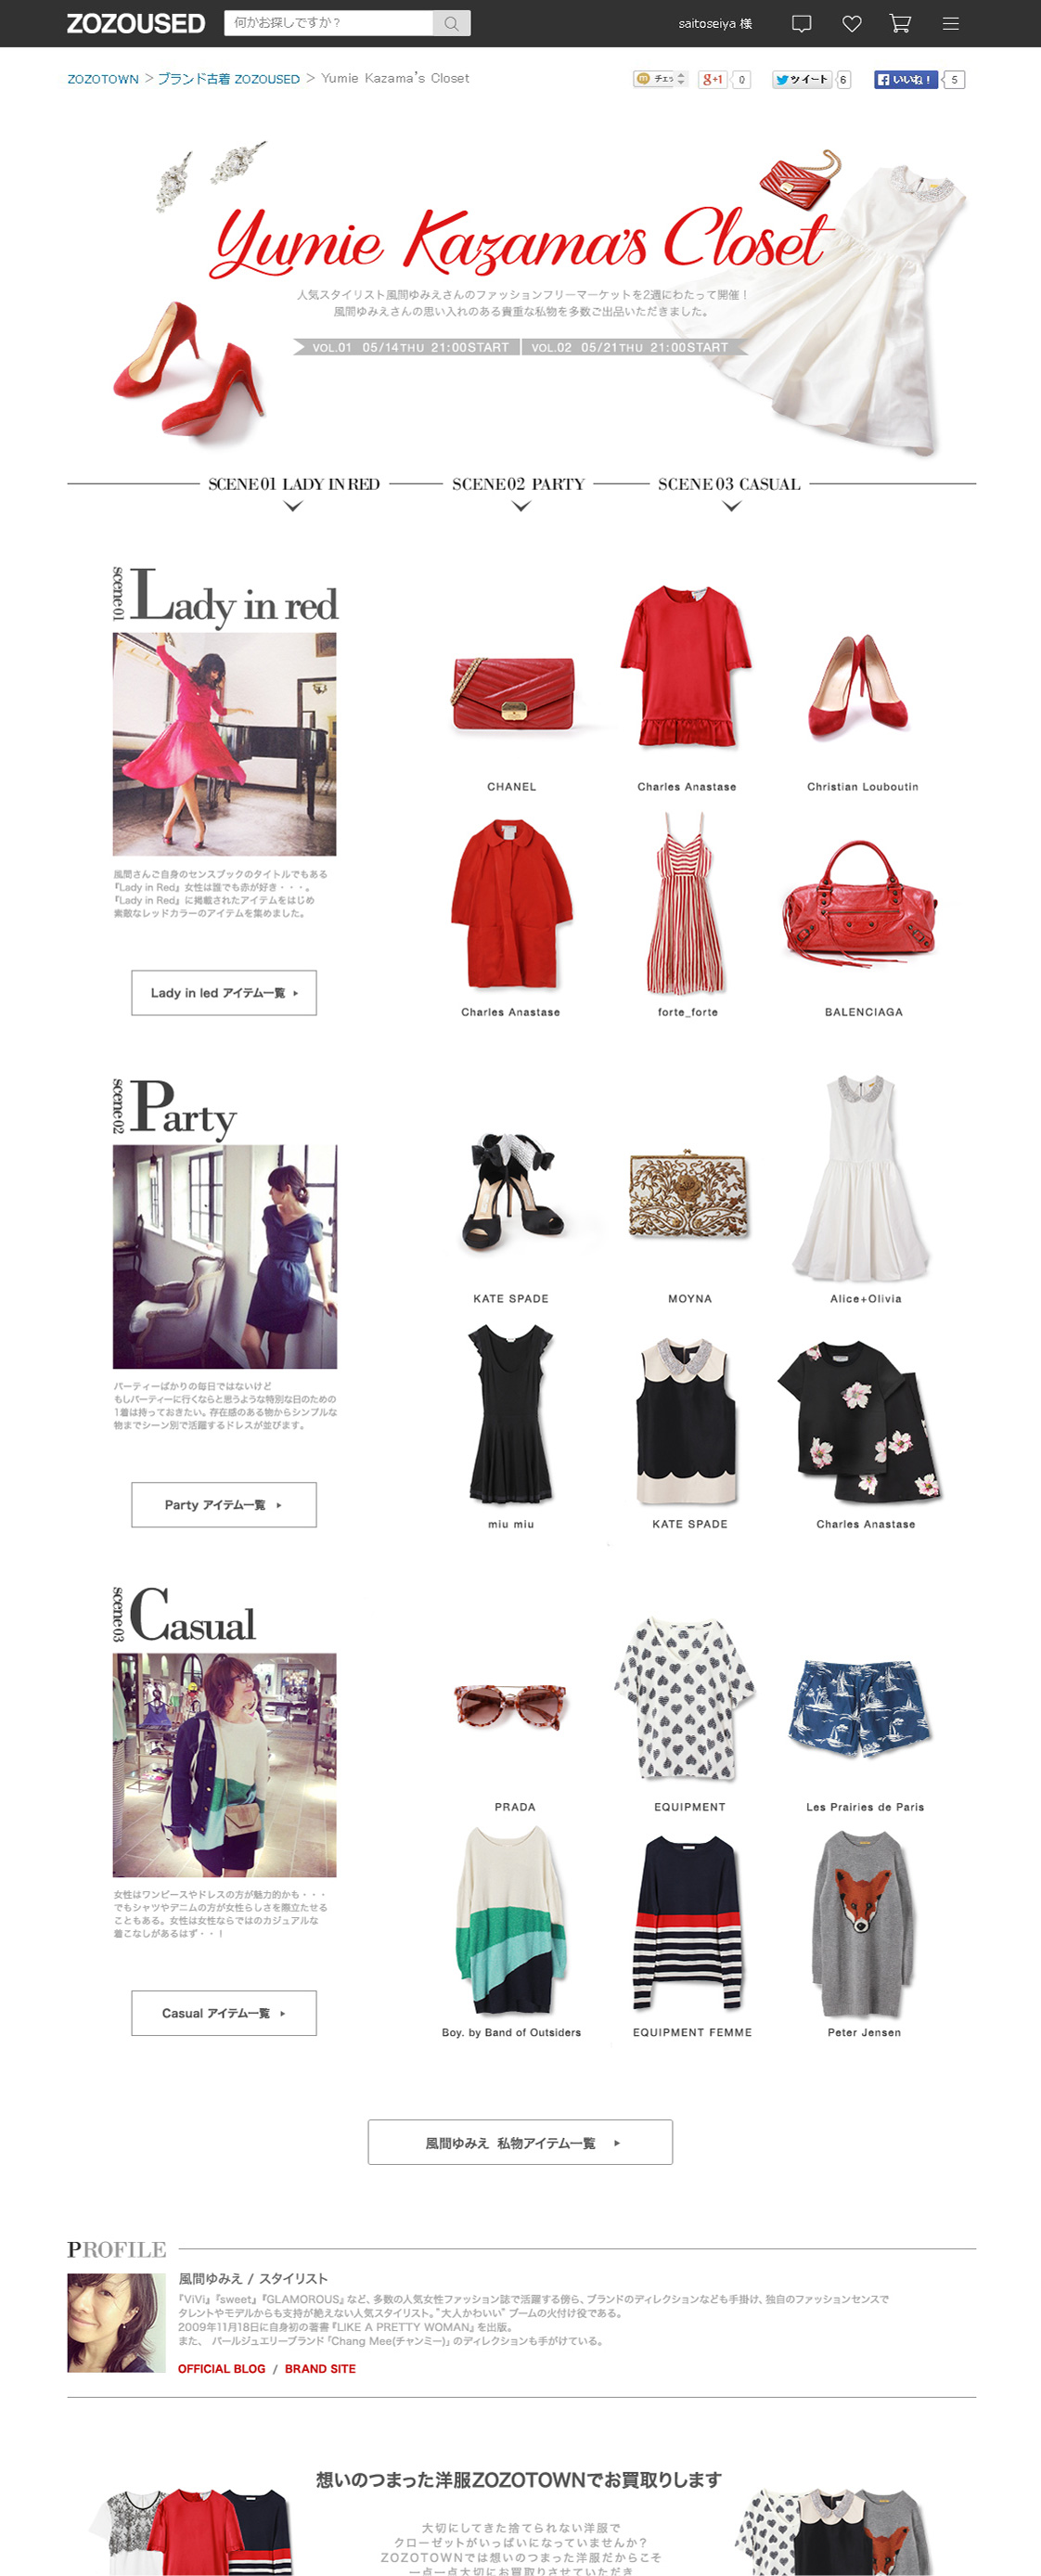 ZOZOUSED
何かお探しですか？
saitoseiya 様
ZOZOTOWN > ブランド古着 ZOZOUSED > Yumie Kazama's Closet
チェッ
g+1 0
ツイート 6
いいね！ 5
Yumie Kazama's Closet
人気スタイリスト風間ゆみえさんのファッションフリーマーケットを2週にわたって開催！
風間ゆみえさんの思い入れのある貴重な私物を多数ご出品いただきました。
VOL.01 05/14THU 21:00START
VOL.02 05/21THU 21:00START
SCENE 01 LADY IN RED
SCENE 02 PARTY
SCENE 03 CASUAL
scene 01
Lady in red
風間さんご自身のセンスブックのタイトルでもある
『Lady in Red』女性は誰でも赤が好き・・・。
『Lady in Red』に掲載されたアイテムをはじめ
素敵なレッドカラーのアイテムを集めました。
Lady in led アイテム一覧
CHANEL
Charles Anastase
Christian Louboutin
Charles Anastase
forte_forte
BALENCIAGA
scene 02
Party
パーティーばかりの毎日ではないけど
もしパーティーに行くならと思うような特別な日のための
1着は持っておきたい。存在感のある物からシンプルな
物までシーン別で活躍するドレスが並びます。
Party アイテム一覧
KATE SPADE
MOYNA
Alice+Olivia
miu miu
KATE SPADE
Charles Anastase
scene 03
Casual
女性はワンピースやドレスの方が魅力的かも・・・
でもシャツやデニムの方が女性らしさを際立たせる
こともある。女性は女性ならではのカジュアルな
着こなしがあるはず・・！
Casual アイテム一覧
PRADA
EQUIPMENT
Les Prairies de Paris
Boy. by Band of Outsiders
EQUIPMENT FEMME
Peter Jensen
風間ゆみえ 私物アイテム一覧
PROFILE
風間ゆみえ / スタイリスト
『ViVi』『sweet』『GLAMOROUS』など、多数の人気女性ファッション誌で活躍する傍ら、ブランドのディレクションなども手掛け、独自のファッションセンスで
タレントやモデルからも支持が絶えない人気スタイリスト。"大人かわいい" ブームの火付け役である。
2009年11月18日に自身初の著書『LIKE A PRETTY WOMAN』を出版。
また、 パールジュエリーブランド「Chang Mee(チャンミー)」のディレクションも手がけている。
OFFICIAL BLOG / BRAND SITE
想いのつまった洋服ZOZOTOWNでお買取りします
大切にしてきた捨てられない洋服で
クローゼットがいっぱいになっていませんか？
ZOZOTOWNでは想いのつまった洋服だからこそ
一点一点大切にお買取りさせていただき